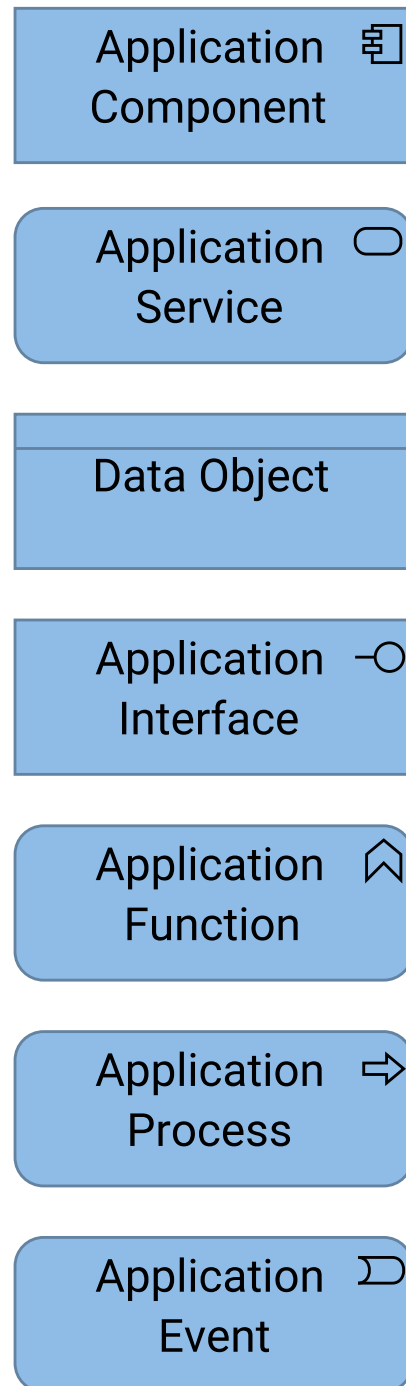 Application
Component
Application
Service
Data Object
Application
Interface
Application
Function
Application
Process
Application
Event